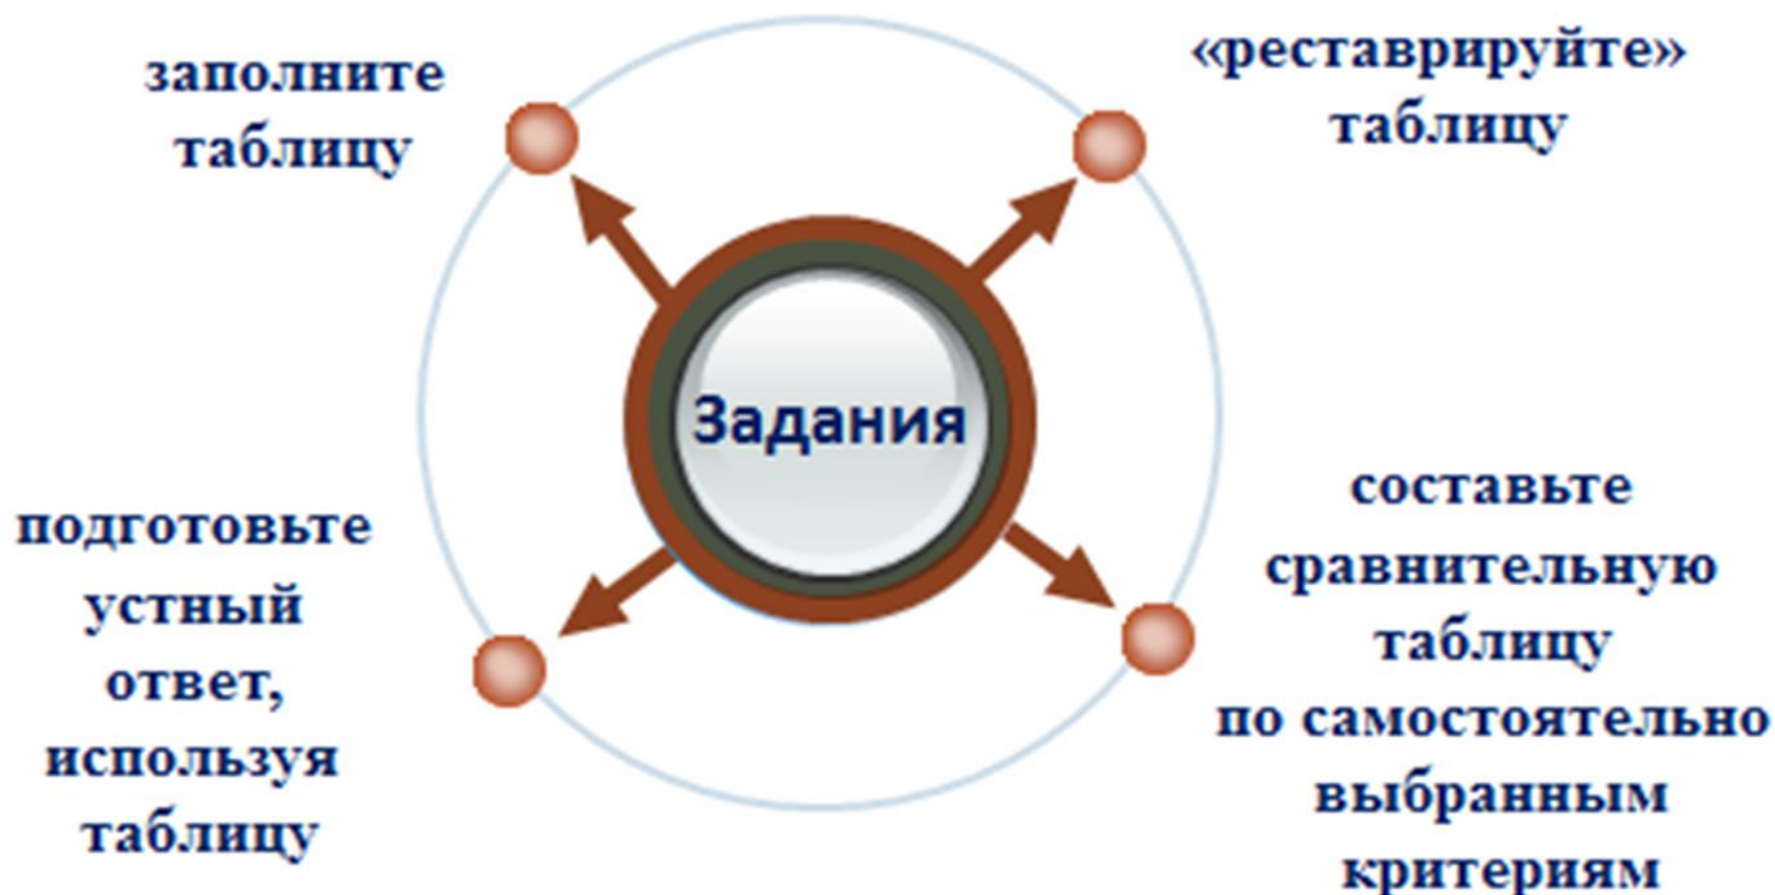 заполните
таблицу
«реставрируйте»
таблицу
Задания
подготовьте
устный
ответ,
используя
таблицу
составьте
сравнительную
таблицу
по самостоятельно
выбранным
критериям